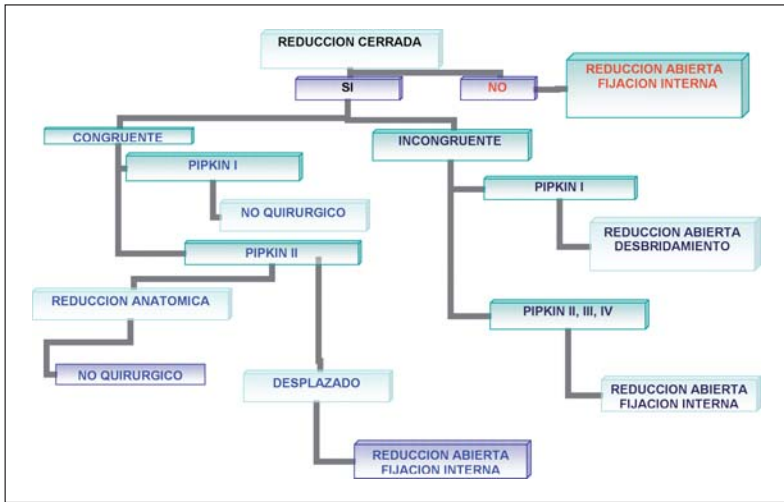 REDUCCION CERRADA
SI
NO
REDUCCION ABIERTA
FIJACION INTERNA
CONGRUENTE
INCONGRUENTE
PIPKIN I
NO QUIRURGICO
PIPKIN II
REDUCCION ANATOMICA
NO QUIRURGICO
DESPLAZADO
REDUCCION ABIERTA
FIJACION INTERNA
PIPKIN I
REDUCCION ABIERTA
DESBRIDAMIENTO
PIPKIN II, III, IV
REDUCCION ABIERTA
FIJACION INTERNA